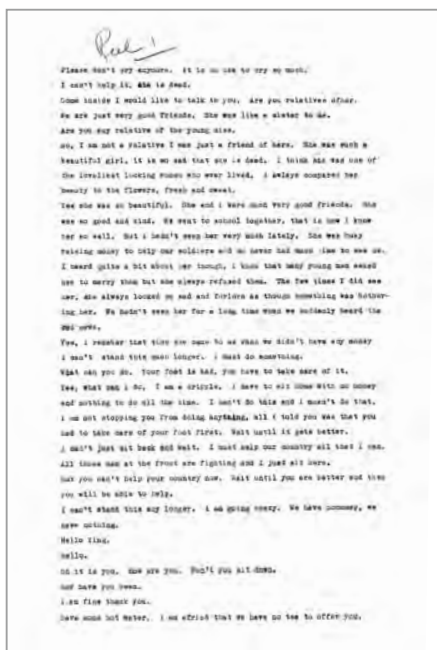 Please don't cry anymore. It is no use to cry so much.
I can't help it, she is dead.
Come inside I would like to talk to you. Are you relatives ofher.
We are just very good friends. She was like a sister to me.
Are you any relative of the young miss.
no, I am not a relative I was just a friend of hers. She was such a
beautiful girl, it is so sad that she is dead. I think she was one of
the loveliest looking women who ever lived, I always compared her
beauty to the flowers, fresh and sweet.
Yes she was so beautiful. She and i were such very good friends. She
was so good and kind. We went to school together, that is how i know
her so well. But i hadn't seen her very much lately. She was busy
raising money to help our soldiers and so never had much time to see me.
I heard quite a bit about her though, i know that many young men asked
her to marry them but she always refused them. The few times I did see
her, she always looked so sad and forlorn as though something was bother-
ing her. We hadn't seen her for a long time when we suddenly heard the
sad news.
Yes, i remember that time she came to us when we didn't have any money
I can't stand this much longer. I must do something.
What can you do. Your foot is bad, you have to take care of it.
Yes, what can i do, I am a cripple. I have to sit home with no money
and nothing to do all the time. I can't do this and i mustn't do that.
i am not stopping you from doing anything, all i told you was that you
had to take care of your foot first. Wait until it gets better.
I can't just sit back and wait. I must help our country all that I can.
All those men at the front are fighting and I just sit here.
But you can't help your country now. Wait until you are better and then
you will be able to help.
I can't stand this any longer. i am going crazy. We have nomoney, we
have nothing.
Hello
hello.
Oh it is you. How are you. Won't you sit down.
How have you been.
i am fine thank you.
have some hot water. I am afraid that we have no tea to offer you.